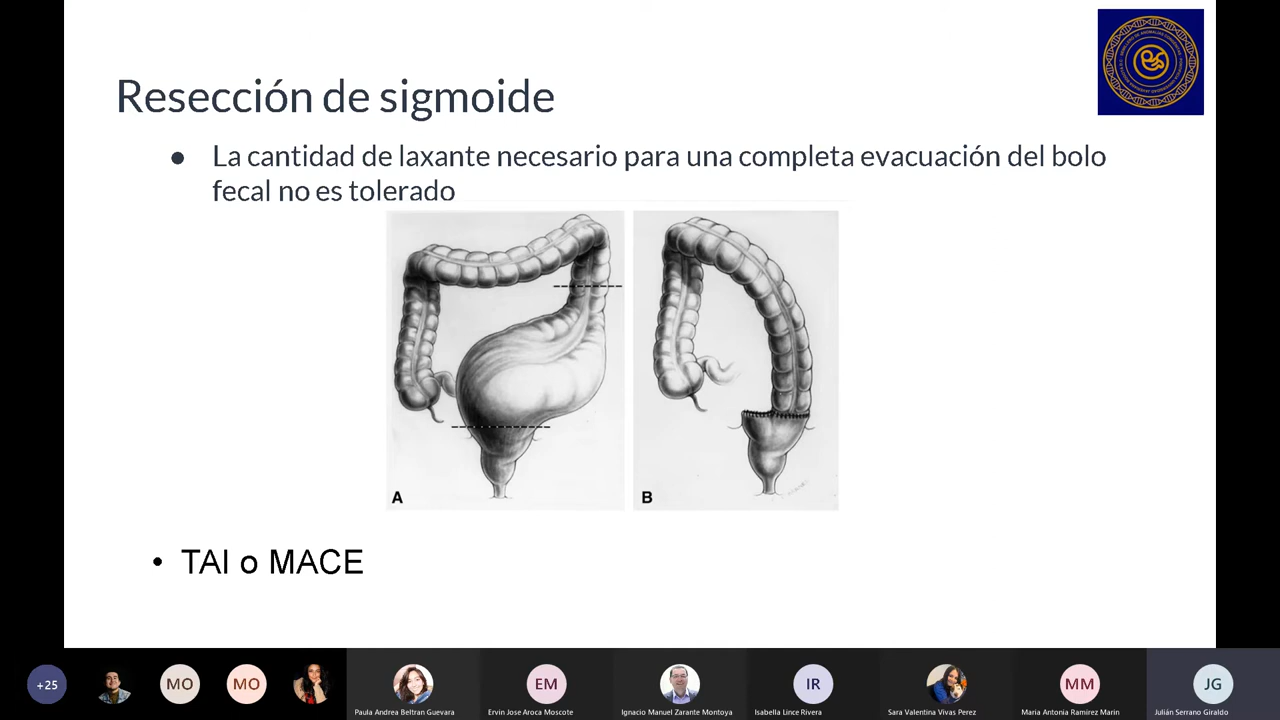 Resección de sigmoide
● La cantidad de laxante necesario para una completa evacuación del bolo
fecal no es tolerado
A
B
• TAI o MACE
+25
MO
MO
EM
IR
MM
JG
Paula Andrea Beltran Guevara
Ervin Jose Aroca Moscote
Ignacio Manuel Zarante Montoya
Isabella Lince Rivera
Sara Valentina Vivas Perez
Maria Antonia Ramirez Marin
Julián Serrano Giraldo